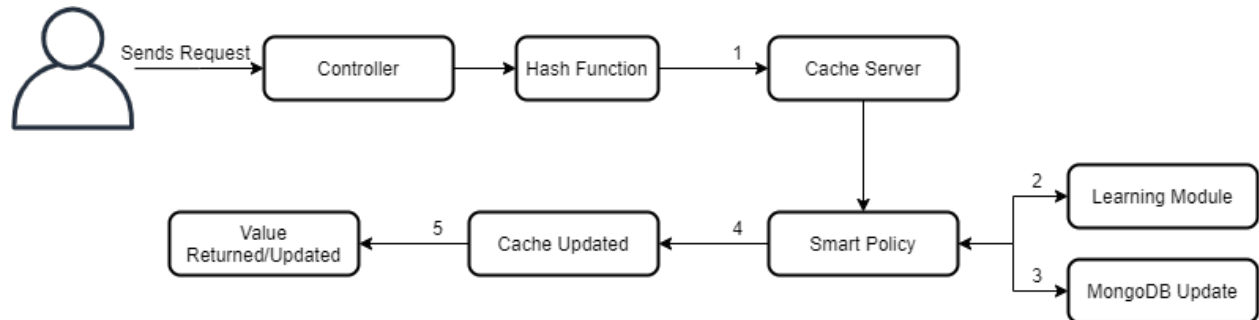 Sends Request
Controller
Hash Function
1
Cache Server
2
Learning Module
Value
Returned/Updated
5
Cache Updated
4
Smart Policy
3
MongoDB Update